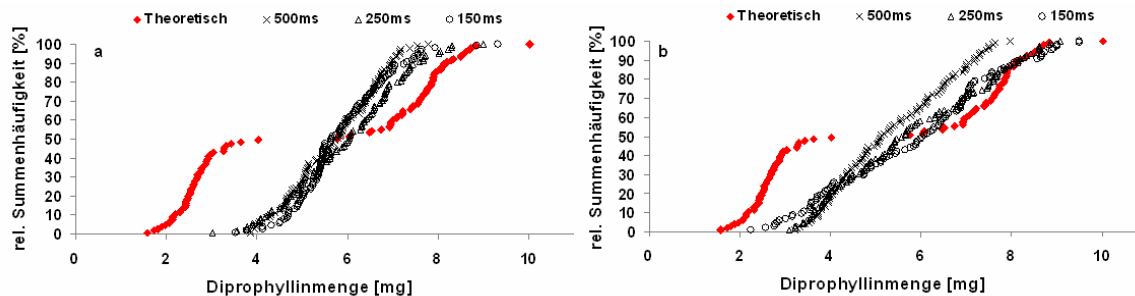 Theoretisch 500ms 250ms 150ms
a
rel. Summenhäufigkeit [%]
100
90
80
70
60
50
40
30
20
10
0
0 2 4 6 8 10
Diprophyllinmenge [mg]
Theoretisch 500ms 250ms 150ms
b
rel. Summenhäufigkeit [%]
100
90
80
70
60
50
40
30
20
10
0
0 2 4 6 8 10
Diprophyllinmenge [mg]